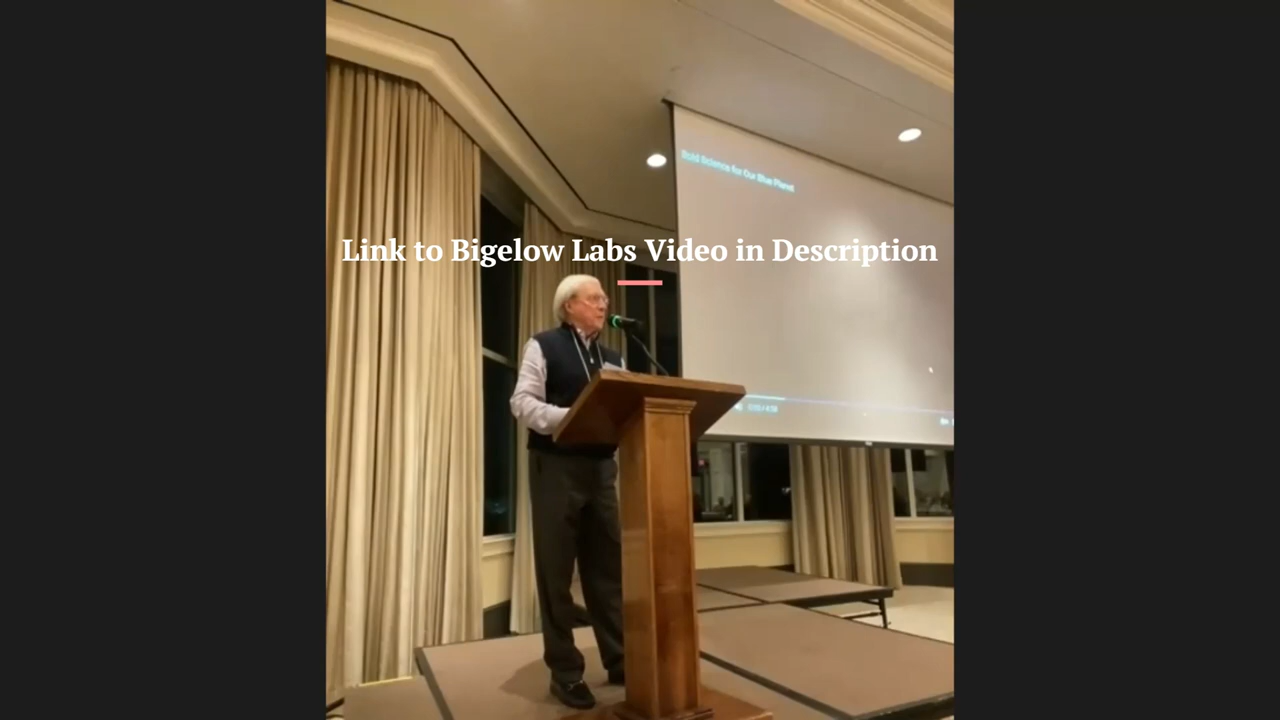 Bold Science for Our Blue Planet
Link to Bigelow Labs Video in Description